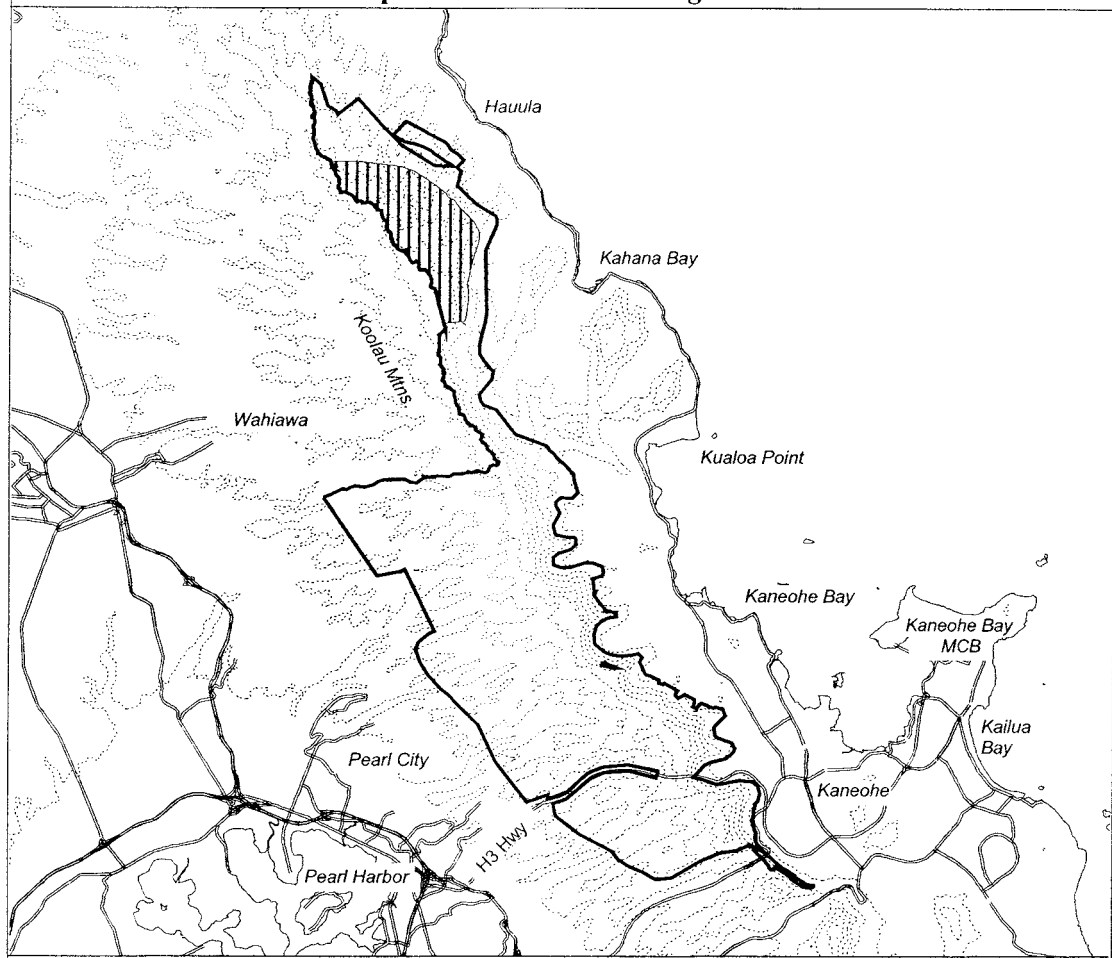 Hauula
Kahana Bay
Koolau Mtns.
Wahiawa
Kualoa Point
Kaneohe Bay
Kaneohe Bay
MCB
Kailua
Bay
Pearl City
Kaneohe
H3 Hwy
Pearl Harbor